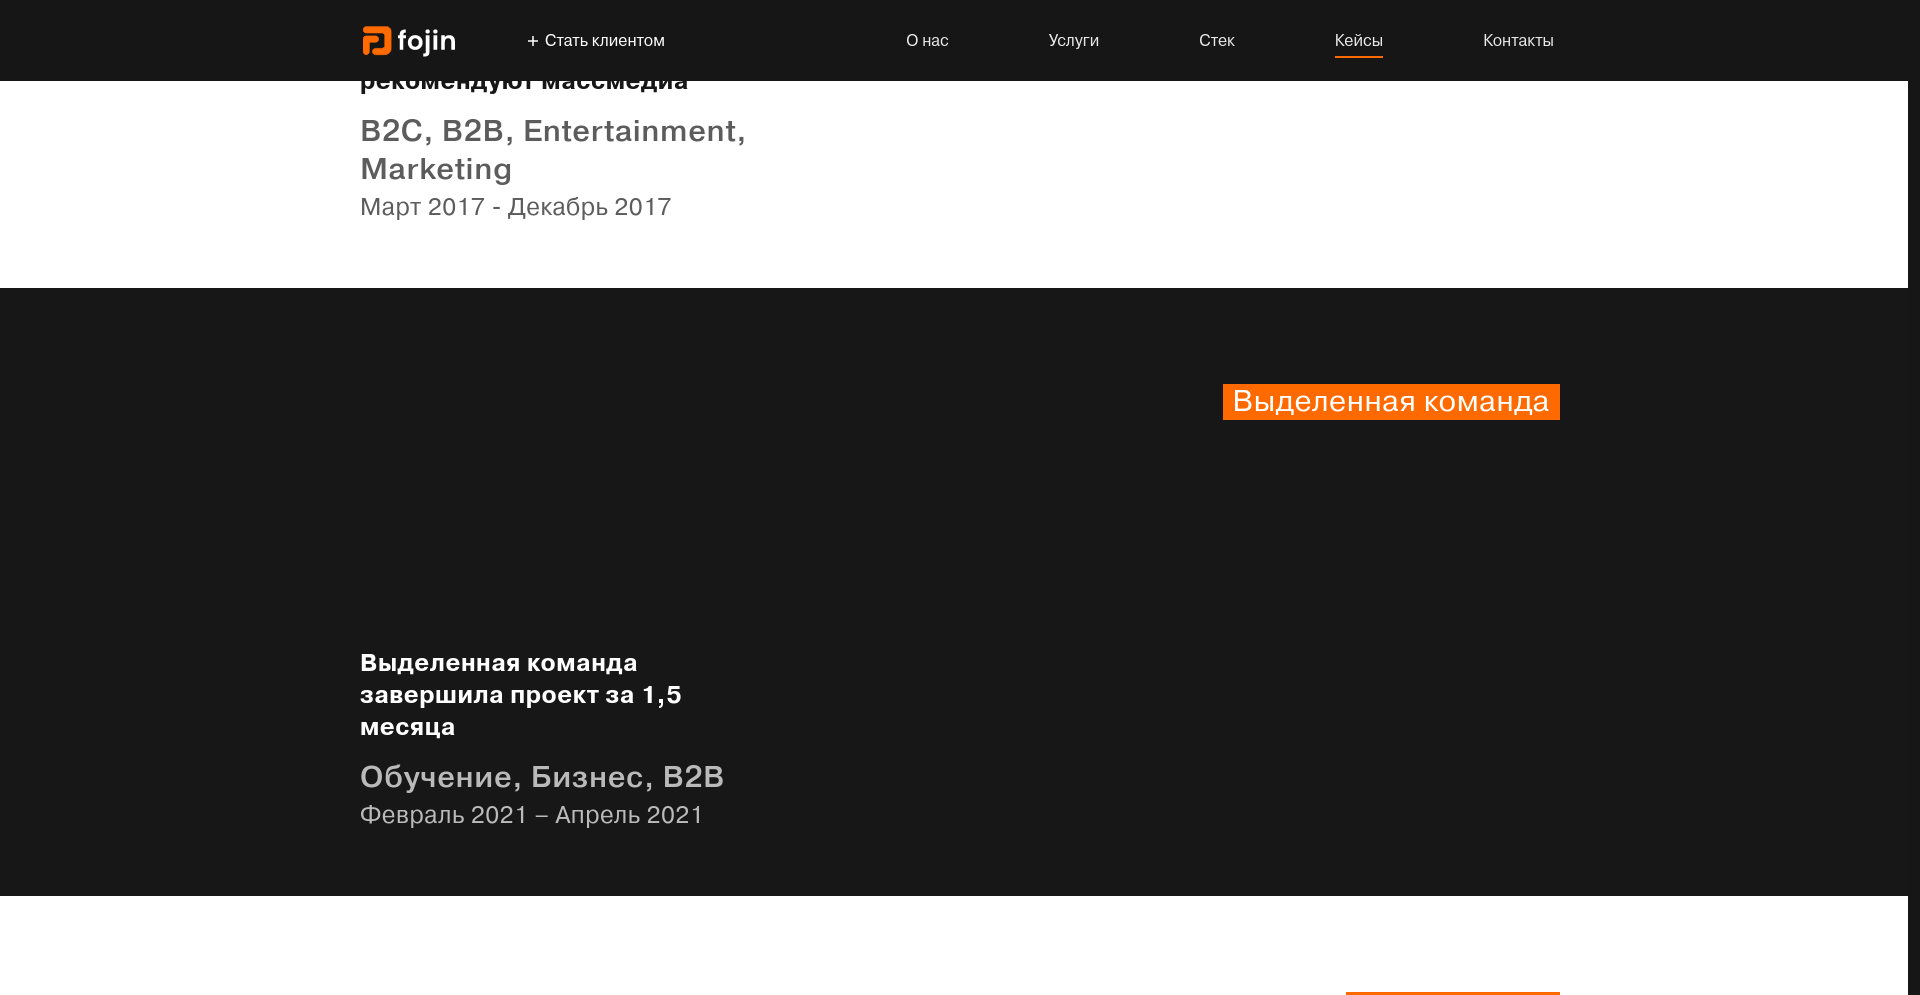 fojin
+ Стать клиентом
О нас
Услуги
Стек
Кейсы
Контакты
рекомендуют массмедиа
B2C, B2B, Entertainment,
Marketing
Март 2017 - Декабрь 2017
Выделенная команда
Выделенная команда
завершила проект за 1,5
месяца
Обучение, Бизнес, B2B
Февраль 2021 – Апрель 2021